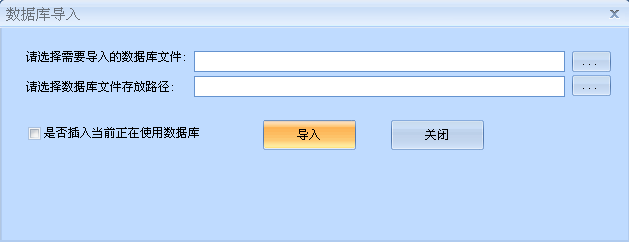 数据库导入
请选择需要导入的数据库文件:
...
请选择数据库文件存放路径:
...
是否插入当前正在使用数据库
导入
关闭